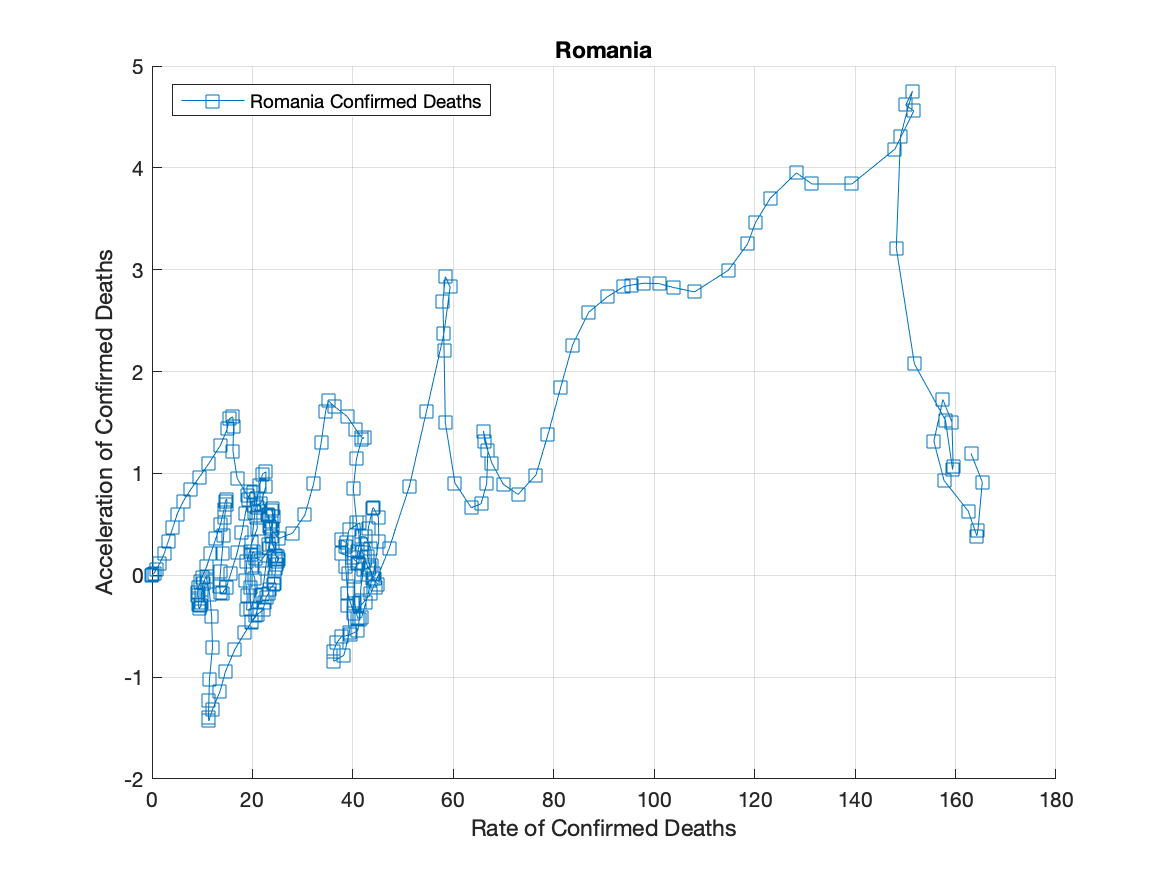 Romania
Romania Confirmed Deaths
5
4
3
2
1
0
-1
-2
Acceleration of Confirmed Deaths
0 20 40 60 80 100 120 140 160 180
Rate of Confirmed Deaths